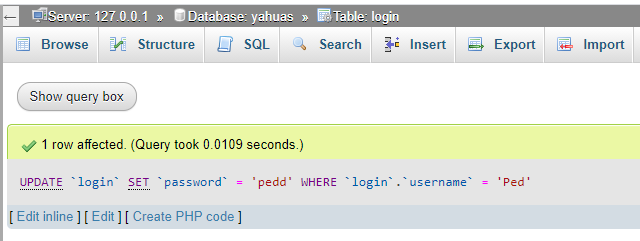 Server: 127.0.0.1 » Database: yahuas » Table: login
Browse Structure SQL Search Insert Export Import
Show query box
1 row affected. (Query took 0.0109 seconds.)
UPDATE `login` SET `password` = 'pedd' WHERE `login`.`username` = 'Ped'
[ Edit inline ] [ Edit ] [ Create PHP code ]